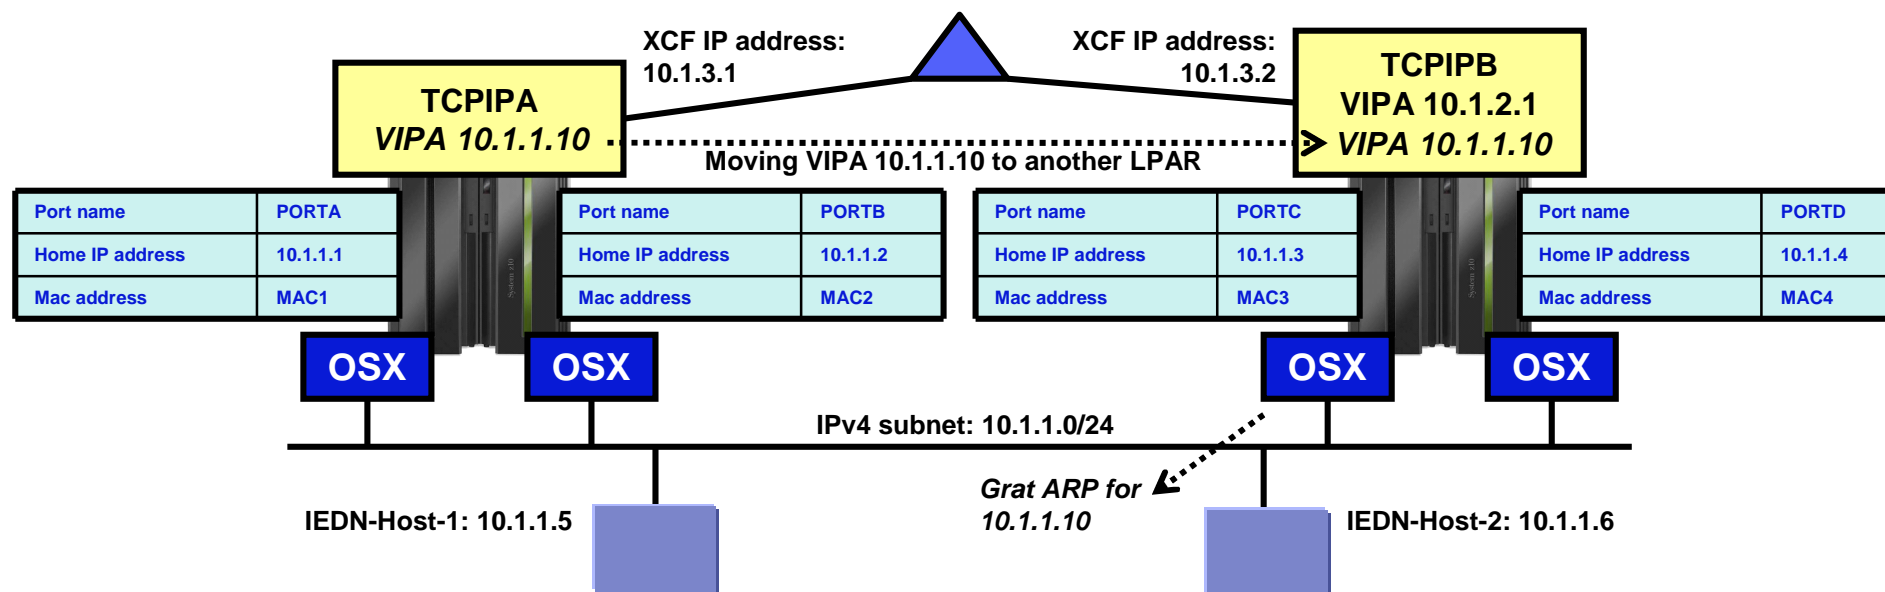 XCF IP address:
10.1.3.1
XCF IP address:
10.1.3.2
TCPIPA
VIPA 10.1.1.10
TCPIPB
VIPA 10.1.2.1
VIPA 10.1.1.10
Moving VIPA 10.1.1.10 to another LPAR
Port name PORTA
Home IP address 10.1.1.1
Mac address MAC1
Port name PORTB
Home IP address 10.1.1.2
Mac address MAC2
Port name PORTC
Home IP address 10.1.1.3
Mac address MAC3
Port name PORTD
Home IP address 10.1.1.4
Mac address MAC4
System z10
System z10
OSX
OSX
OSX
OSX
IPv4 subnet: 10.1.1.0/24
Grat ARP for
10.1.1.10
IEDN-Host-1: 10.1.1.5
IEDN-Host-2: 10.1.1.6